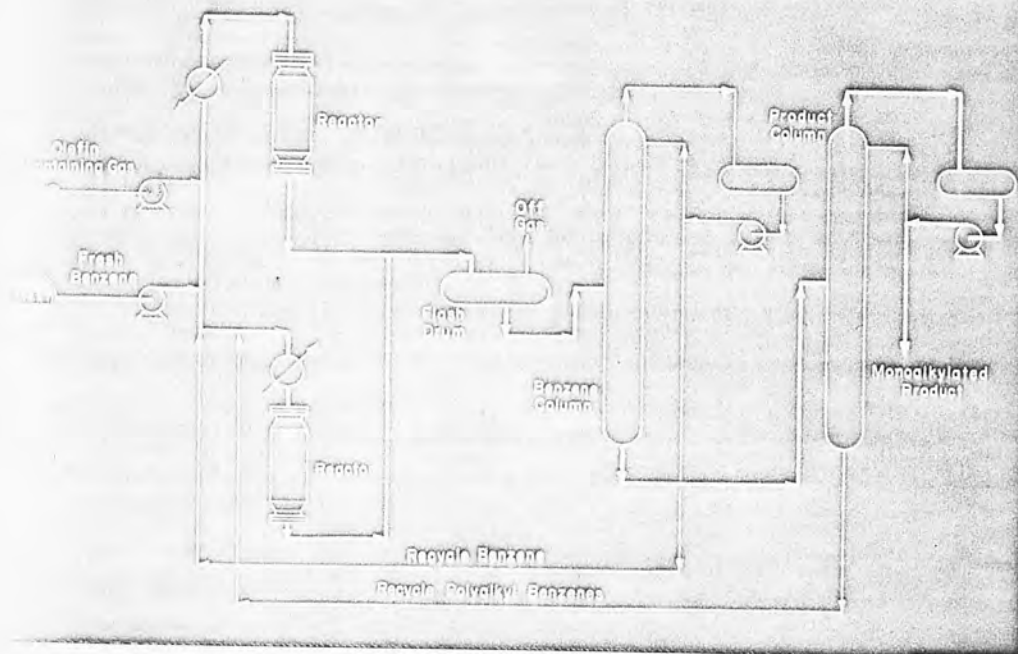 Reactor
Product
Column
Olefin
Containing Gas
Off
Gas
Fresh
Benzene
Flash
Drum
Benzene
Column
Monoalkylated
Product
Reactor
Recycle Benzene
Recycle Polyalkyl Benzenes